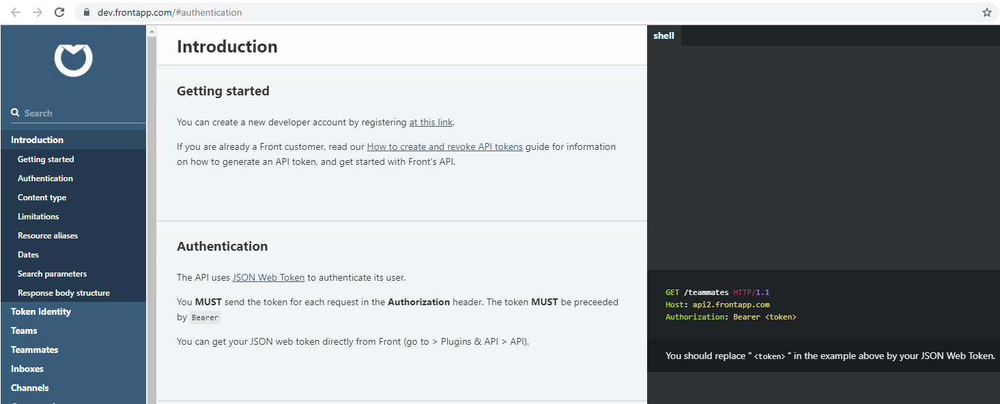 dev.frontapp.com/#authentication
Search
Introduction
Getting started
Authentication
Content type
Limitations
Resource aliases
Dates
Search parameters
Response body structure
Token Identity
Teams
Teammates
Inboxes
Channels
Introduction
Getting started
You can create a new developer account by registering at this link.
If you are already a Front customer, read our How to create and revoke API tokens guide for information
on how to generate an API token, and get started with Front's API.
Authentication
The API uses JSON Web Token to authenticate its user.
You MUST send the token for each request in the Authorization header. The token MUST be preceeded
by Bearer
You can get your JSON web token directly from Front (go to > Plugins & API > API).
shell
GET /teammates HTTP/1.1
Host: api2.frontapp.com
Authorization: Bearer <token>
You should replace " <token> " in the example above by your JSON Web Token.